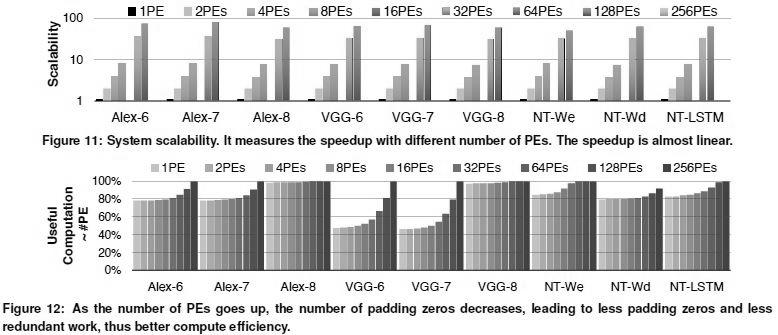 1PE 2PEs 4PEs 8PEs 16PEs 32PEs 64PEs 128PEs 256PEs
Scalability
100
10
1
Alex-6 Alex-7 Alex-8 VGG-6 VGG-7 VGG-8 NT-We NT-Wd NT-LSTM
Figure 11: System scalability. It measures the speedup with different number of PEs. The speedup is almost linear.
1PE 2PEs 4PEs 8PEs 16PEs 32PEs 64PEs 128PEs 256PEs
Useful
Computation
~ #PE
100%
80%
60%
40%
20%
0%
Alex-6 Alex-7 Alex-8 VGG-6 VGG-7 VGG-8 NT-We NT-Wd NT-LSTM
Figure 12: As the number of PEs goes up, the number of padding zeros decreases, leading to less padding zeros and less
redundant work, thus better compute efficiency.